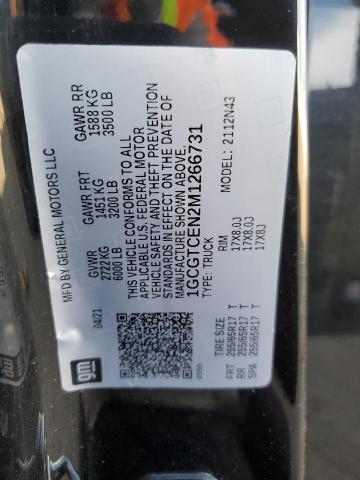 MFD BY GENERAL MOTORS LLC
04/21
GVWR GAWR FRT GAWR RR
2722 KG 1451 KG 1588 KG
6000 LB 3200 LB 3500 LB
THIS VEHICLE CONFORMS TO ALL
APPLICABLE U.S. FEDERAL MOTOR
VEHICLE SAFETY AND THEFT PREVENTION
STANDARDS IN EFFECT ON THE DATE OF
MANUFACTURE SHOWN ABOVE.
1GCGTCEN2M1266731
TYPE: TRUCK MODEL: 2112N43
TIRE SIZE RIM
FRT 255/65R17 T 17X8.0J
RR 255/65R17 T 17X8.0J
SPA 255/65R17 T 17X8J
gm